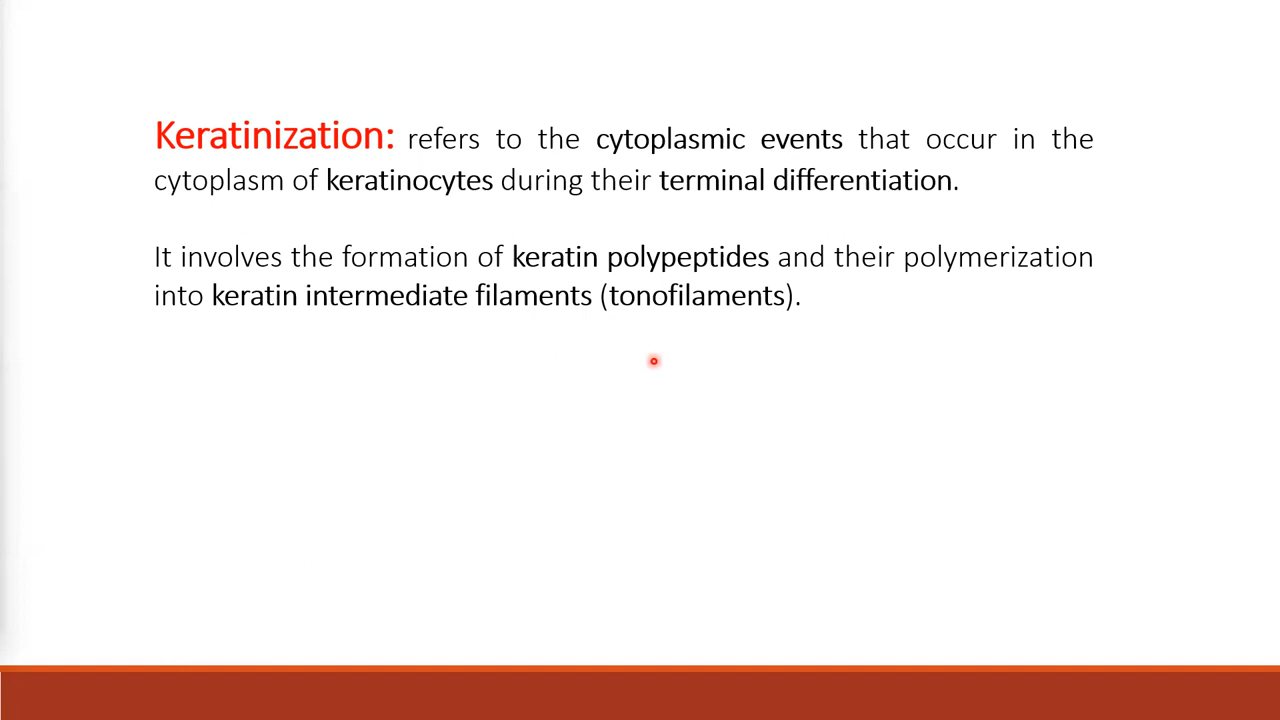 Keratinization: refers to the cytoplasmic events that occur in the
cytoplasm of keratinocytes during their terminal differentiation.
It involves the formation of keratin polypeptides and their polymerization
into keratin intermediate filaments (tonofilaments).